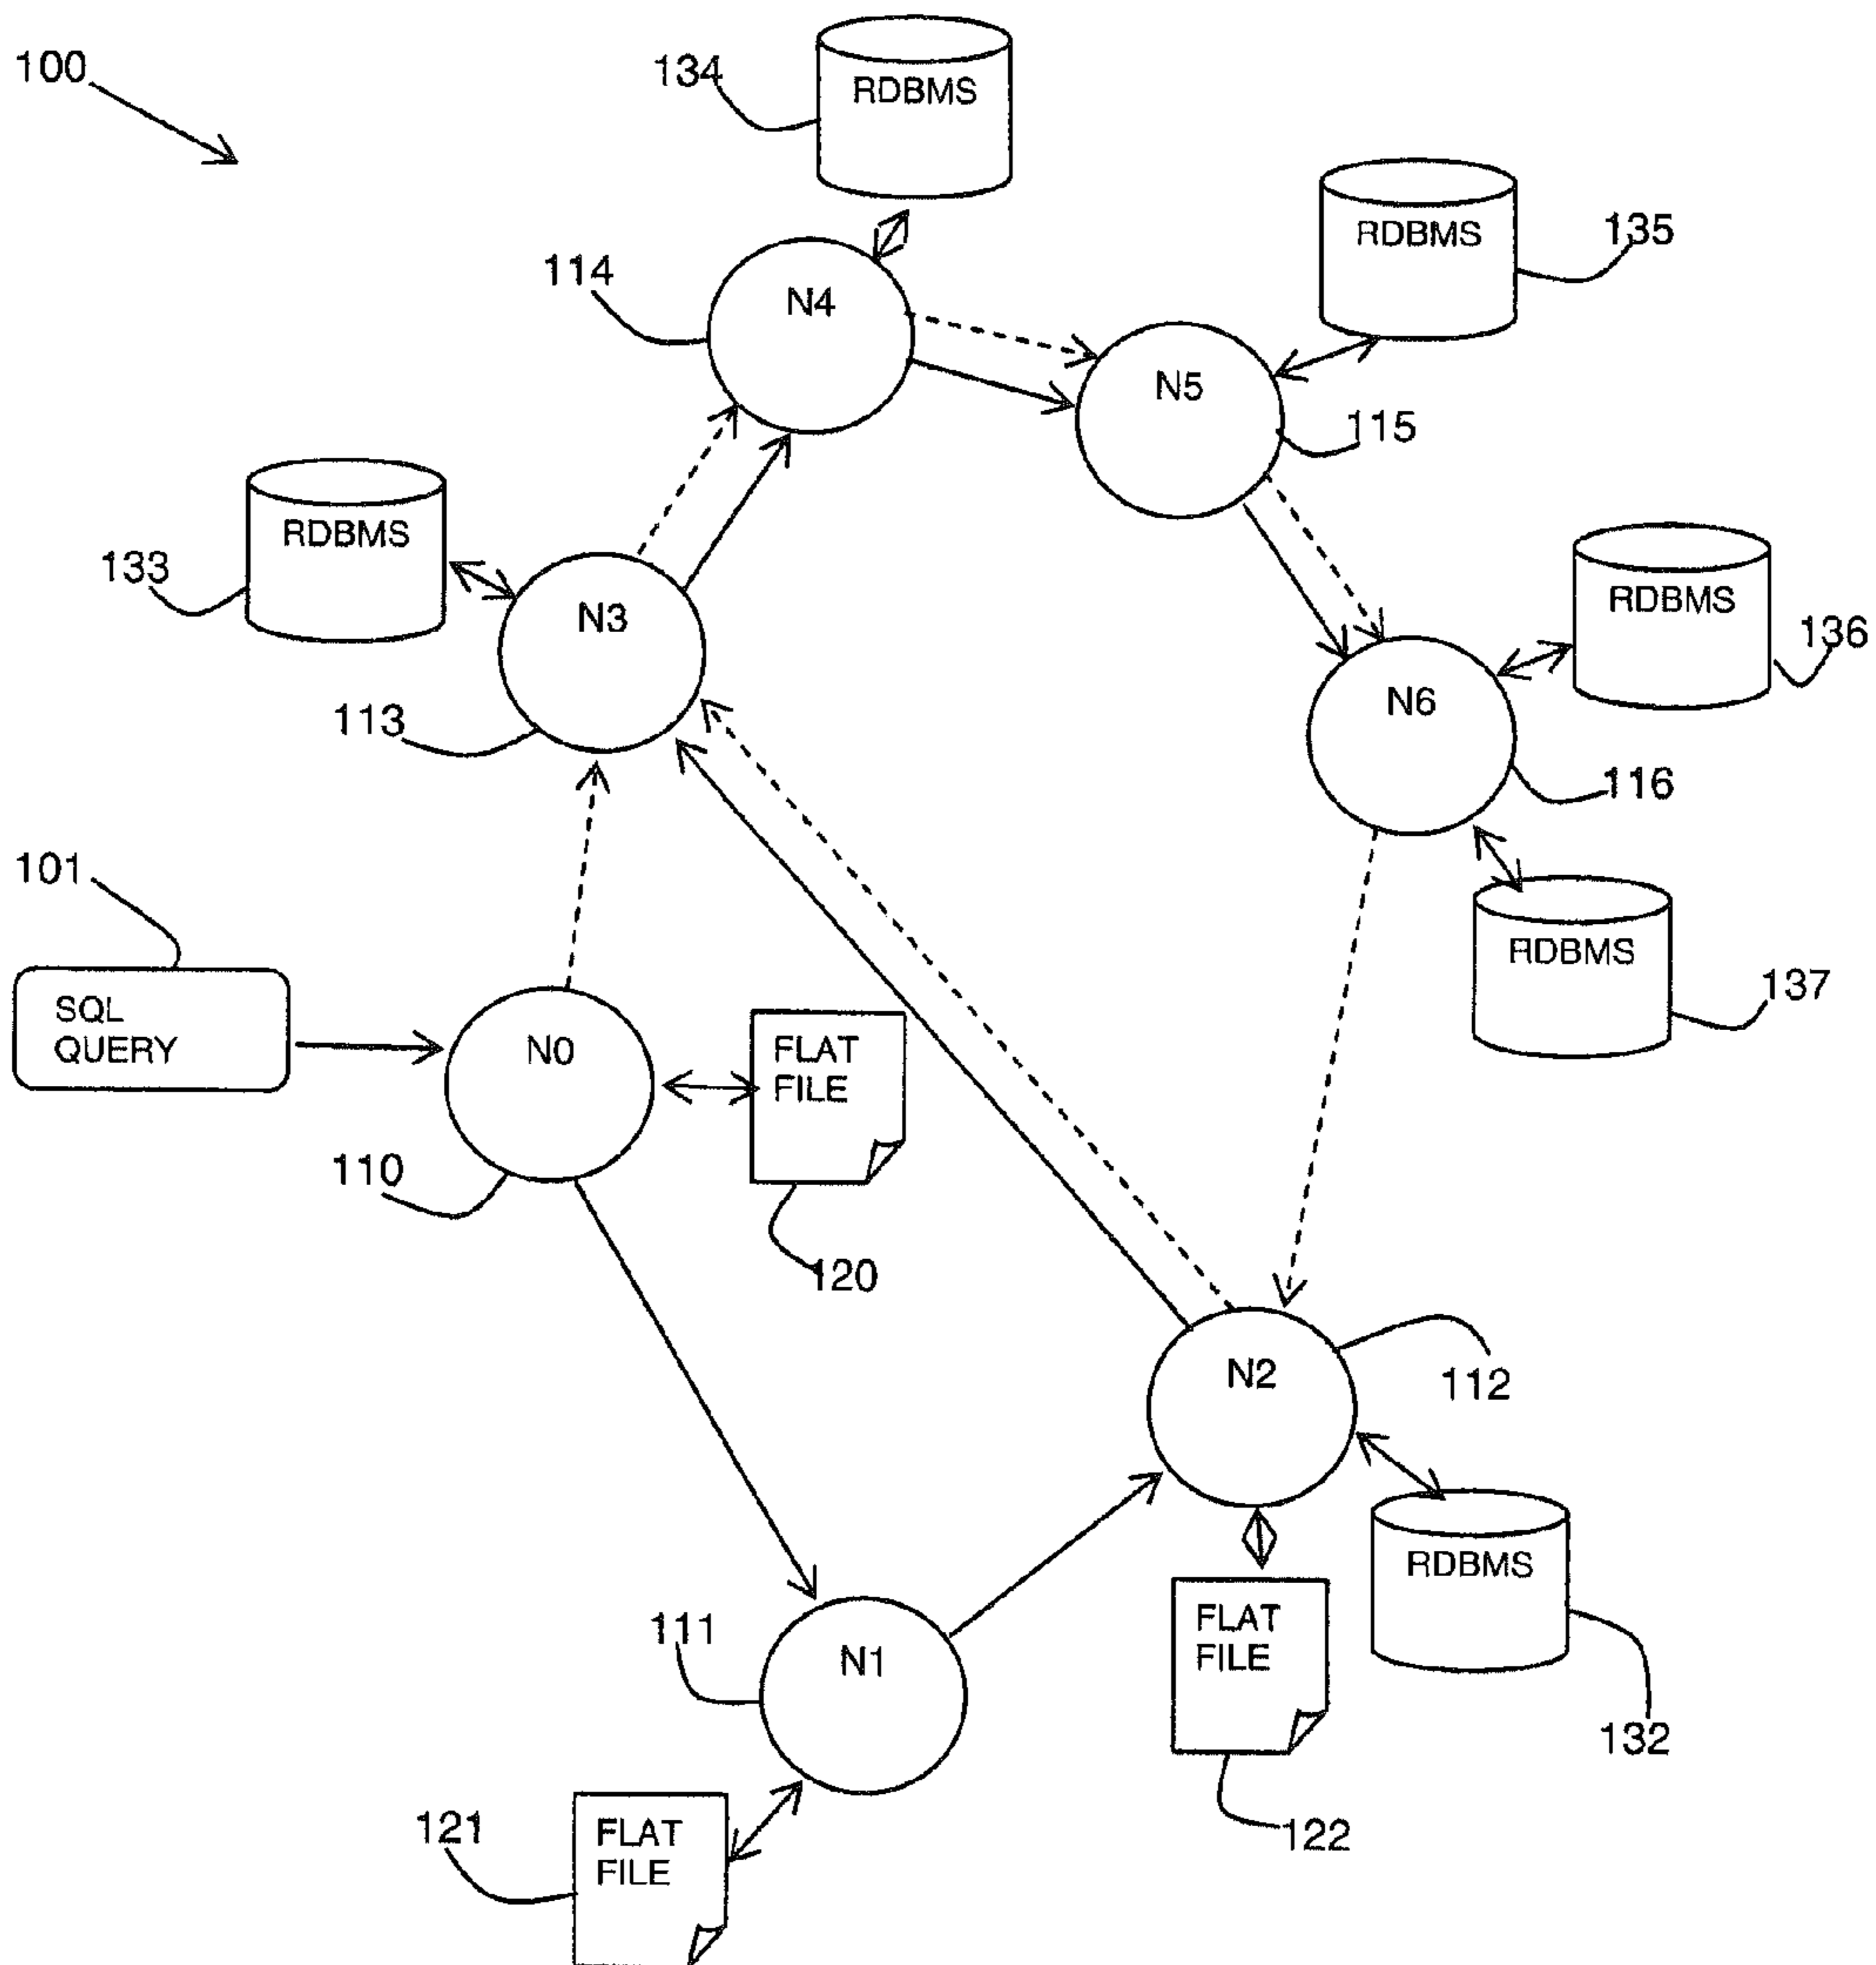 100
134
RDBMS
RDBMS
135
114
N4
N5
115
RDBMS
133
N3
113
RDBMS
136
N6
116
101
SQL
QUERY
N0
FLAT
FILE
110
120
RDBMS
137
N2
112
111
N1
FLAT
FILE
RDBMS
132
122
121
FLAT
FILE